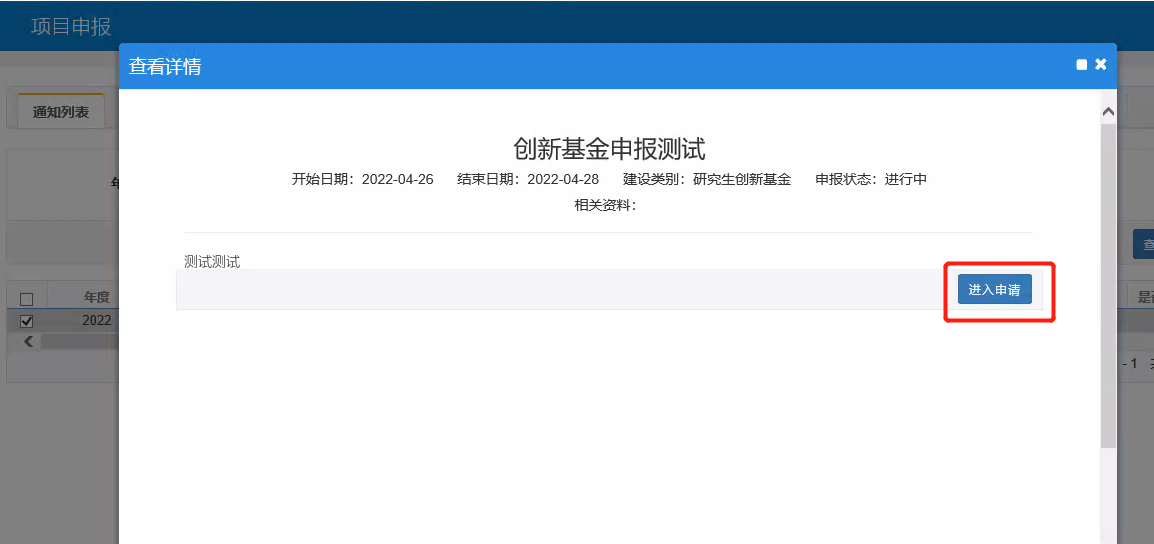 项目申报
查看详情
通知列表
创新基金申报测试
开始日期：2022-04-26 结束日期：2022-04-28 建设类别：研究生创新基金 申报状态：进行中
相关资料：
测试测试
进入申请
年度
2022
- 1